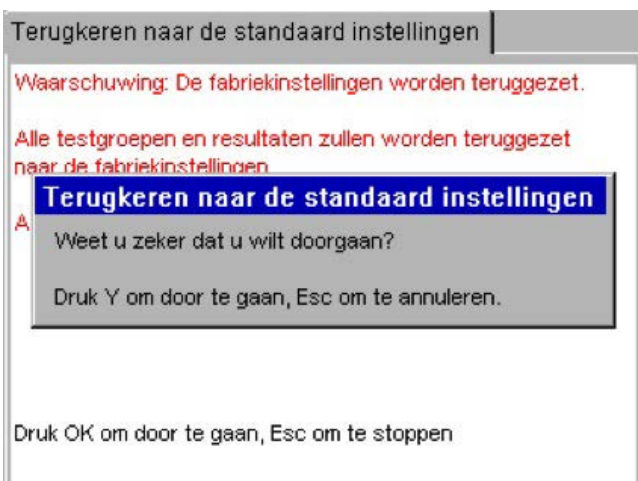 Terugkeren naar de standaard instellingen
Waarschuwing: De fabriekinstellingen worden teruggezet.
Alle testgroepen en resultaten zullen worden teruggezet
naar de fabriekinstellingen
A
Terugkeren naar de standaard instellingen
Weet u zeker dat u wilt doorgaan?
Druk Y om door te gaan, Esc om te annuleren.
Druk OK om door te gaan, Esc om te stoppen